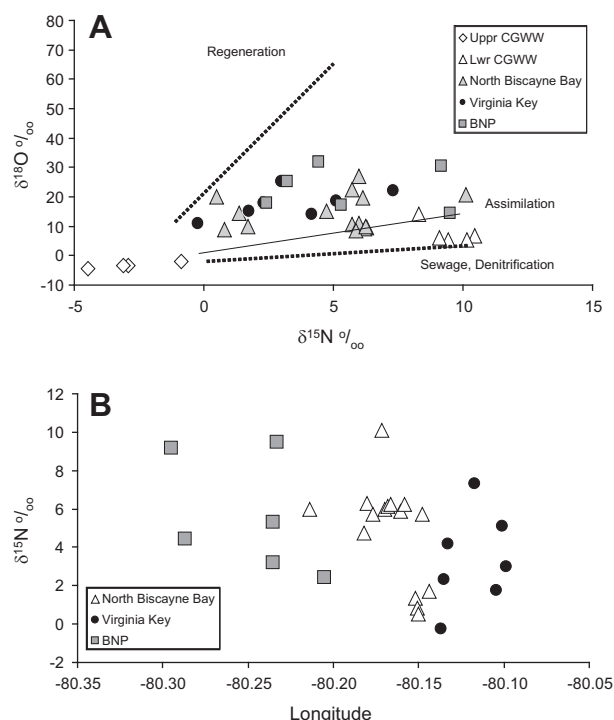 A
80
70
60
50
40
30
20
10
0
-10
δ18O o/oo
Regeneration
Uppr CGWW
Lwr CGWW
North Biscayne Bay
Virginia Key
BNP
Assimilation
Sewage, Denitrification
-5 0 5 10 15
δ15N o/oo
B
12
10
8
6
4
2
0
-2
δ15N o/oo
North Biscayne Bay
Virginia Key
BNP
-80.35 -80.30 -80.25 -80.20 -80.15 -80.10 -80.05
Longitude